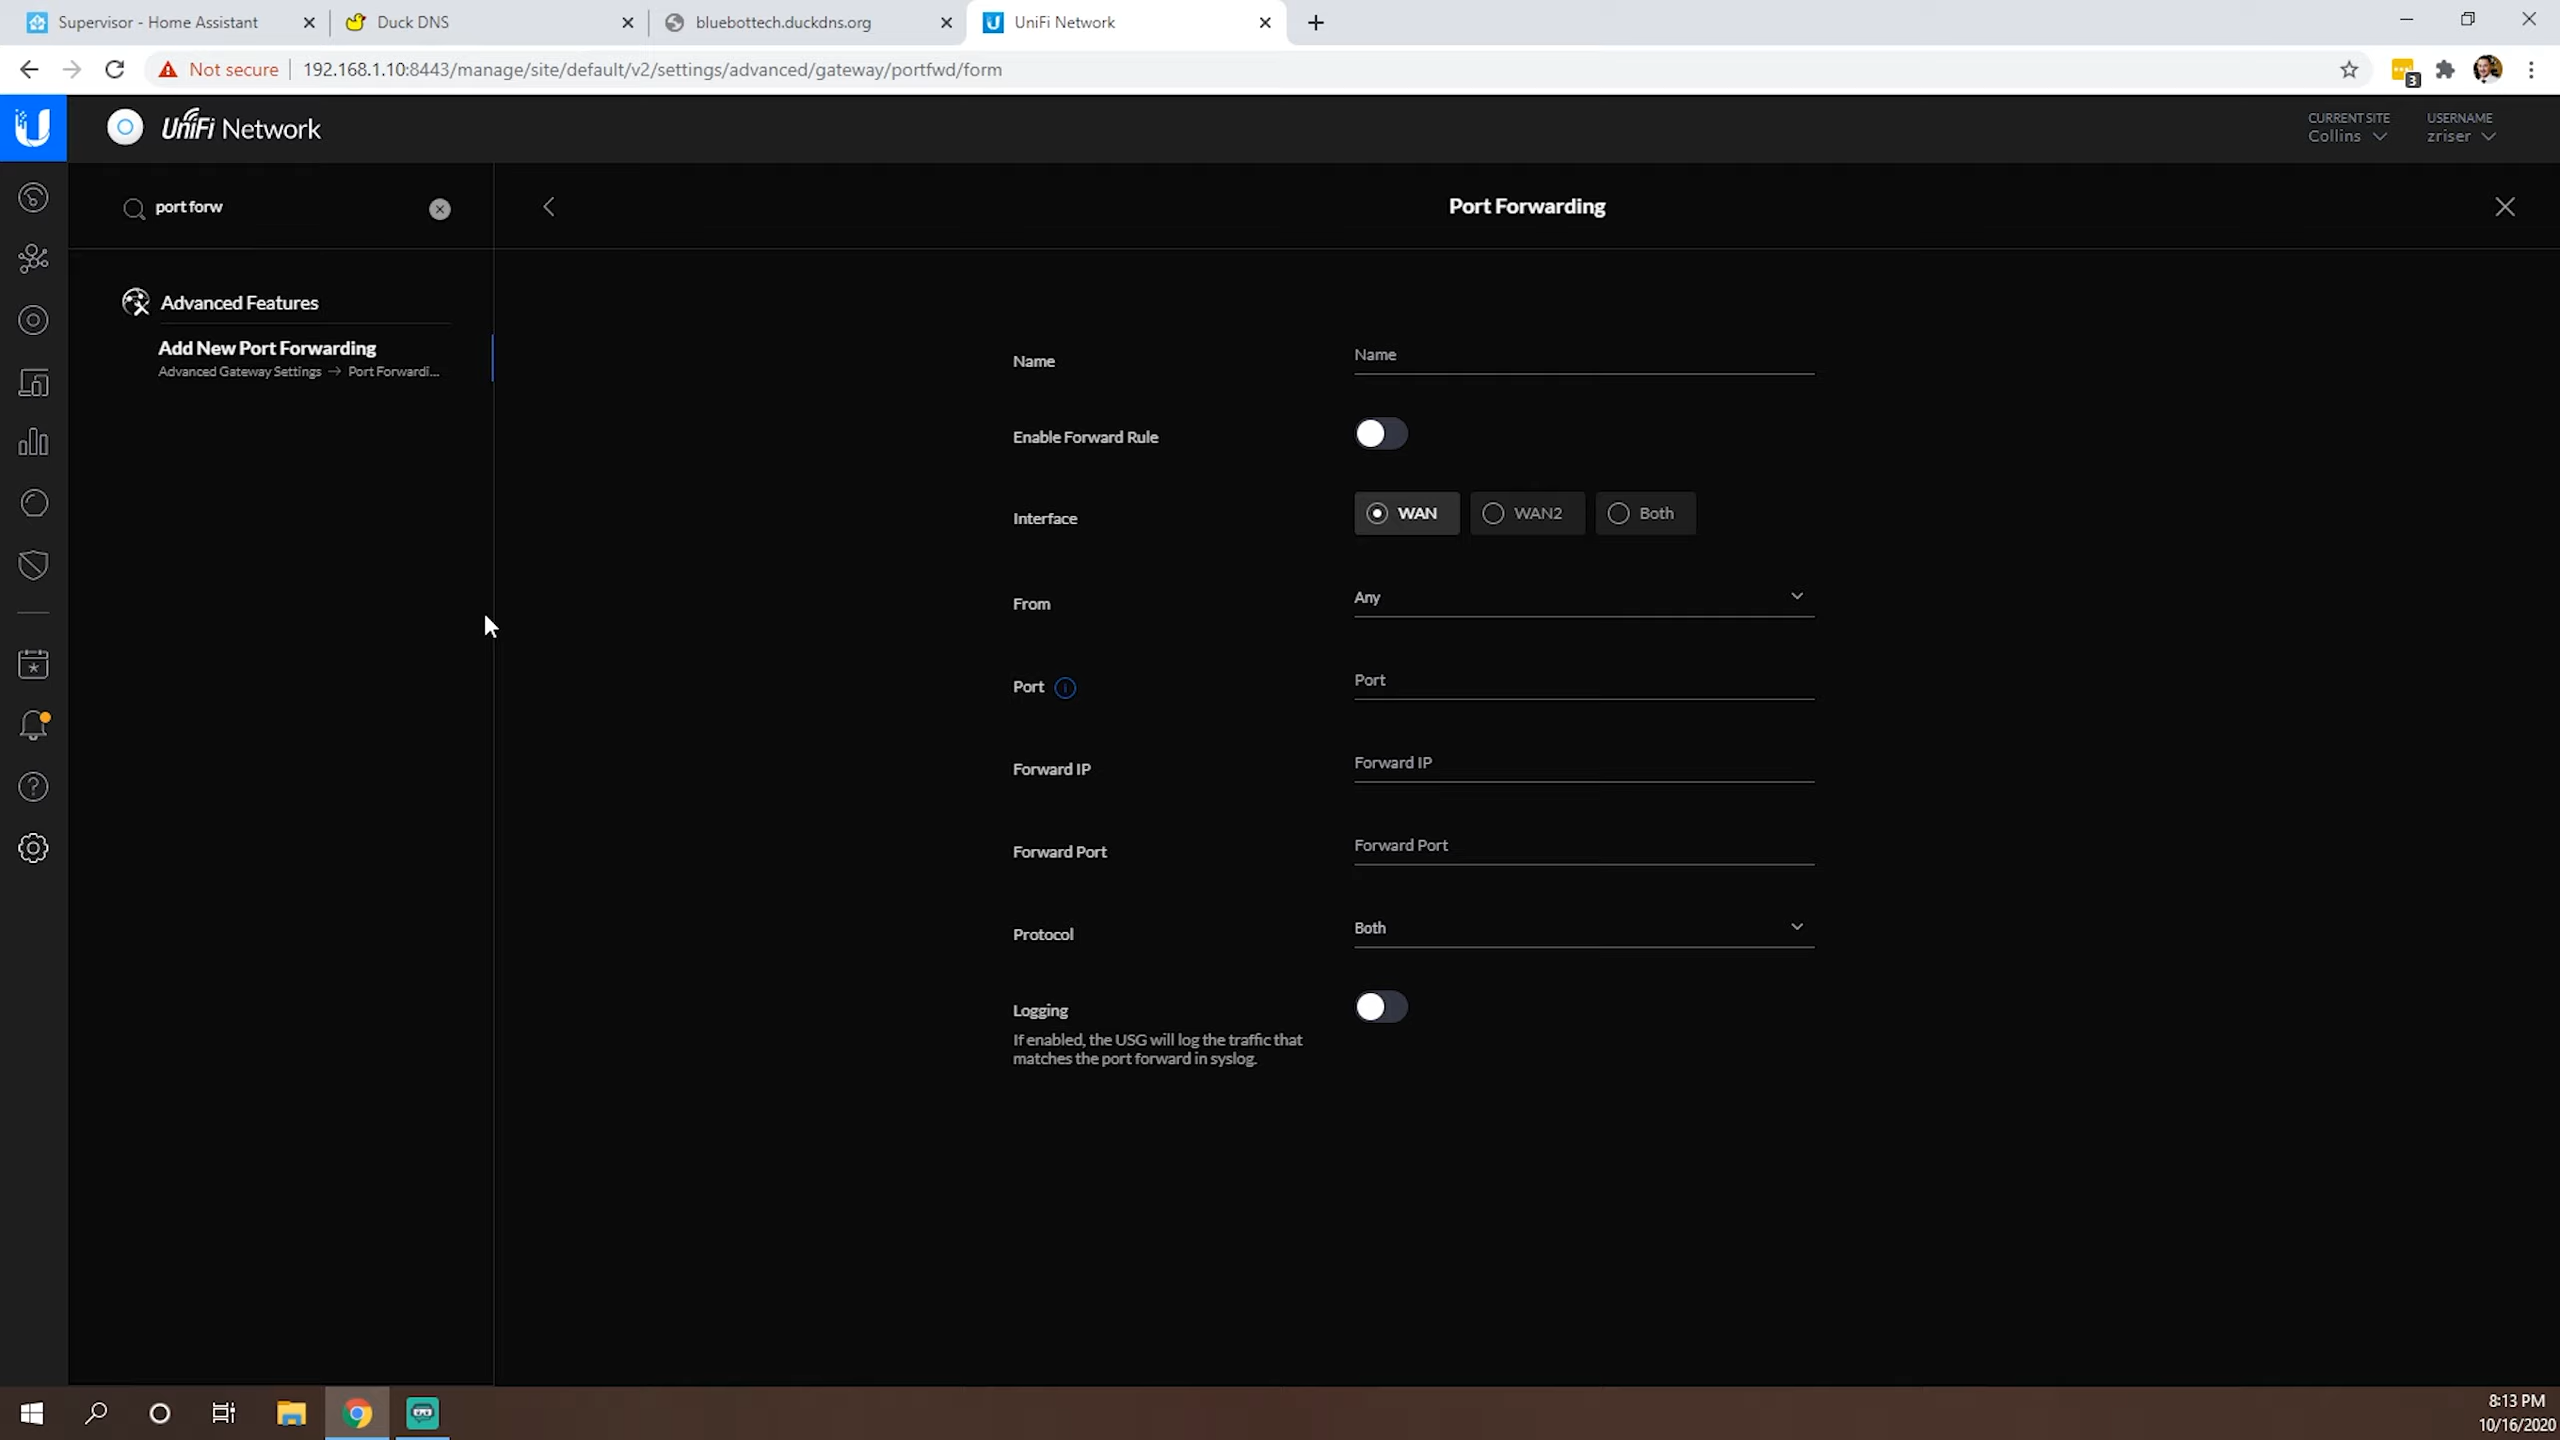 Supervisor - Home Assistant
Duck DNS
bluebottech.duckdns.org
UniFi Network
Not secure
192.168.1.10:8443/manage/site/default/v2/settings/advanced/gateway/portfwd/form
3
UniFi Network
CURRENT SITE
Collins
USERNAME
zriser
port forw
Port Forwarding
Advanced Features
Add New Port Forwarding
Advanced Gateway Settings → Port Forwardi...
Name
Name
Enable Forward Rule
Interface
WAN
WAN2
Both
From
Any
Port
Port
Forward IP
Forward IP
Forward Port
Forward Port
Protocol
Both
Logging
If enabled, the USG will log the traffic that
matches the port forward in syslog.
8:13 PM
10/16/2020